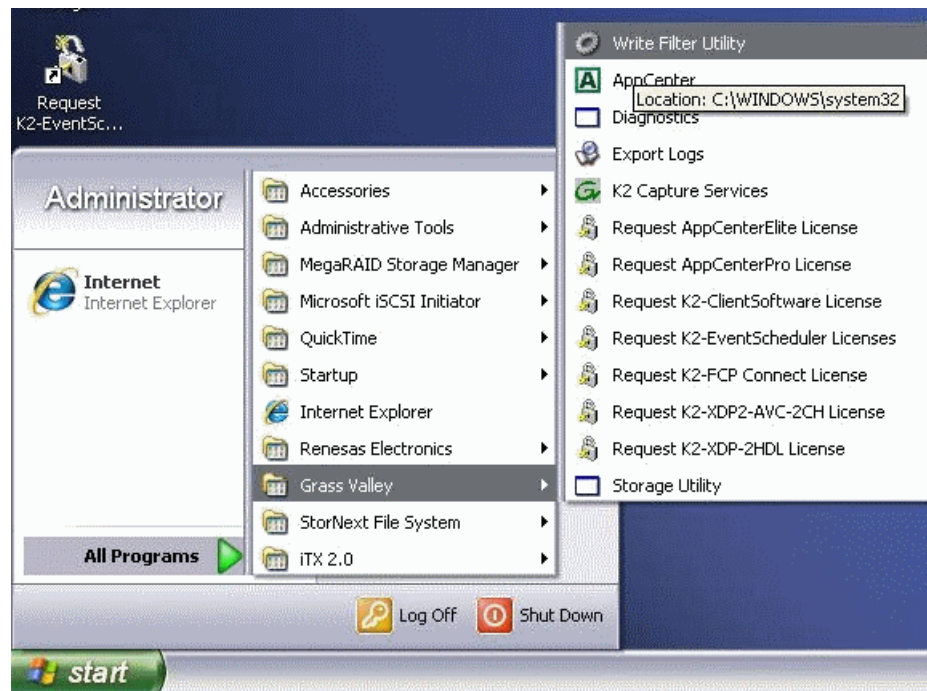 Request
K2-EventSc...
Administrator
Internet
Internet Explorer
All Programs
Accessories
Administrative Tools
MegaRAID Storage Manager
Microsoft iSCSI Initiator
QuickTime
Startup
Internet Explorer
Renesas Electronics
Grass Valley
StorNext File System
iTX 2.0
Write Filter Utility
AppCenter
Location: C:\WINDOWS\system32
Diagnostics
Export Logs
K2 Capture Services
Request AppCenterElite License
Request AppCenterPro License
Request K2-ClientSoftware License
Request K2-EventScheduler Licenses
Request K2-FCP Connect License
Request K2-XDP2-AVC-2CH License
Request K2-XDP-2HDL License
Storage Utility
Log Off
Shut Down
start